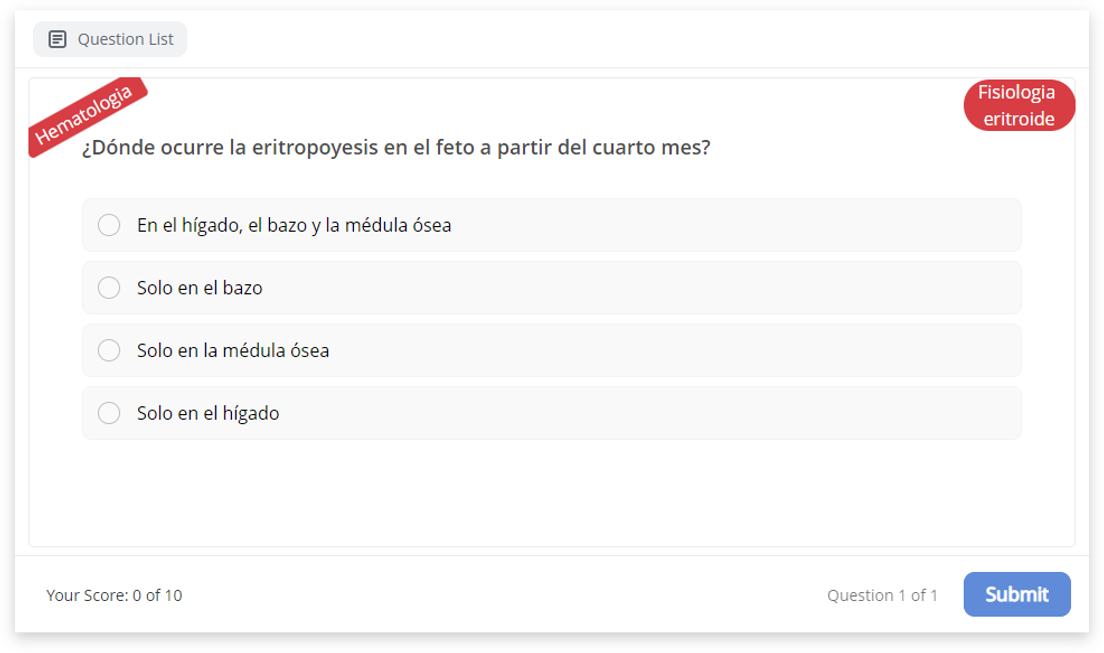 Question List
Hematologia
Fisiologia
eritroide
¿Dónde ocurre la eritropoyesis en el feto a partir del cuarto mes?
En el hígado, el bazo y la médula ósea
Solo en el bazo
Solo en la médula ósea
Solo en el hígado
Your Score: 0 of 10
Question 1 of 1
Submit